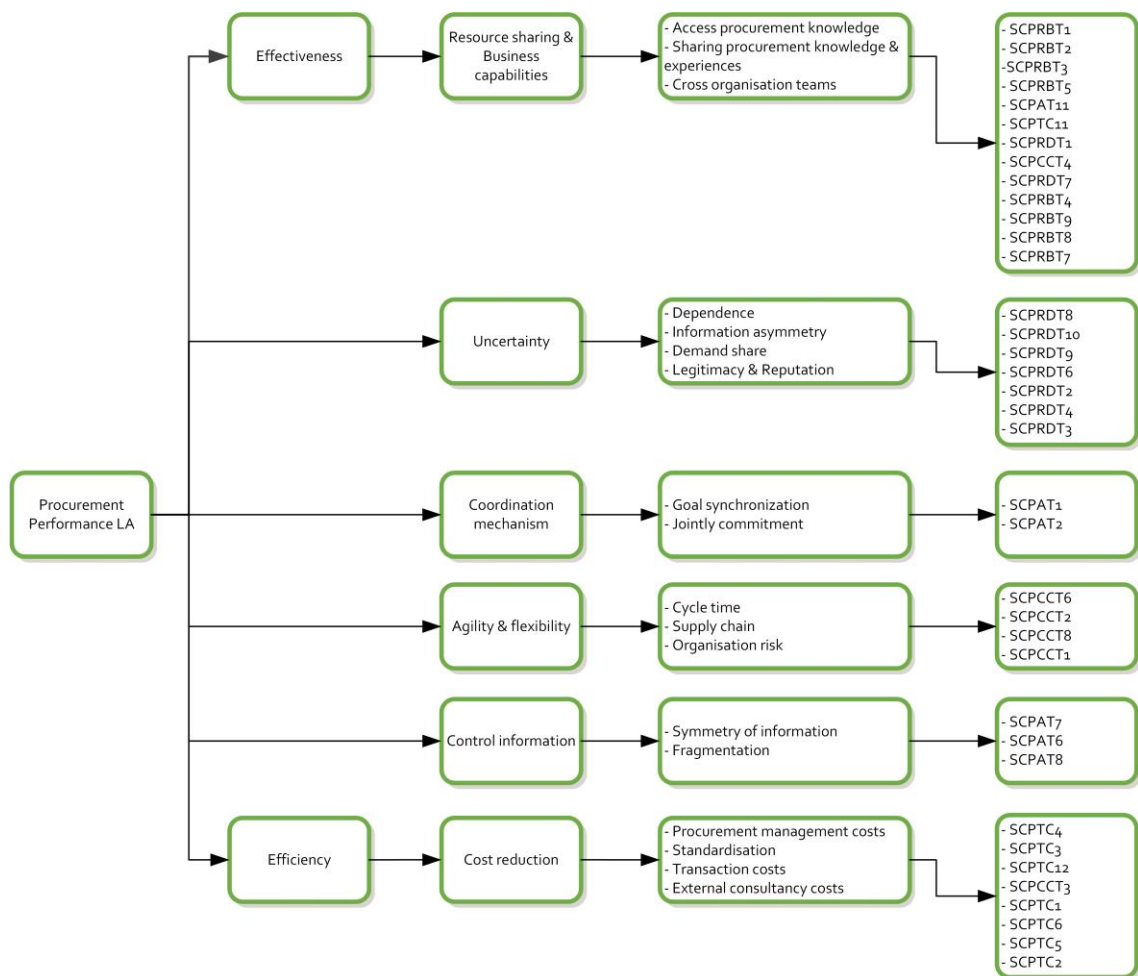 Effectiveness
Resource sharing &
Business
capabilities
- Access procurement knowledge
- Sharing procurement knowledge &
experiences
- Cross organisation teams
- SCPRBT1
- SCPRBT2
-SCPRBT3
- SCPRBT5
- SCPAT11
- SCPTC11
- SCPRDT1
- SCPCCT4
- SCPRDT7
- SCPRBT4
- SCPRBT9
- SCPRBT8
- SCPRBT7
Uncertainty
- Dependence
- Information asymmetry
- Demand share
- Legitimacy & Reputation
- SCPRDT8
- SCPRDT10
- SCPRDT9
- SCPRDT6
- SCPRDT2
- SCPRDT4
- SCPRDT3
Procurement
Performance LA
Coordination
mechanism
- Goal synchronization
- Jointly commitment
- SCPAT1
- SCPAT2
Agility & flexibility
- Cycle time
- Supply chain
- Organisation risk
- SCPCCT6
- SCPCCT2
- SCPCCT8
- SCPCCT1
Control information
- Symmetry of information
- Fragmentation
- SCPAT7
- SCPAT6
- SCPAT8
Efficiency
Cost reduction
- Procurement management costs
- Standardisation
- Transaction costs
- External consultancy costs
- SCPTC4
- SCPTC3
- SCPTC12
- SCPCCT3
- SCPTC1
- SCPTC6
- SCPTC5
- SCPTC2